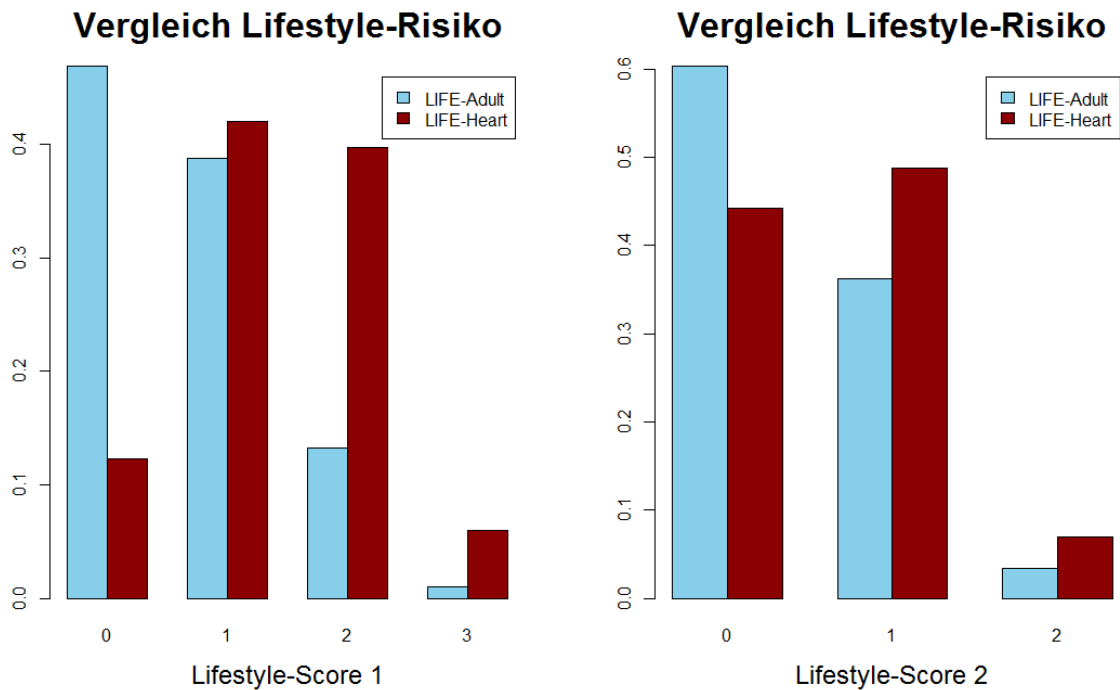 Vergleich Lifestyle-Risiko
LIFE-Adult
LIFE-Heart
0.4
0.3
0.2
0.1
0.0
0 1 2 3
Lifestyle-Score 1
Vergleich Lifestyle-Risiko
LIFE-Adult
LIFE-Heart
0.6
0.5
0.4
0.3
0.2
0.1
0.0
0 1 2
Lifestyle-Score 2